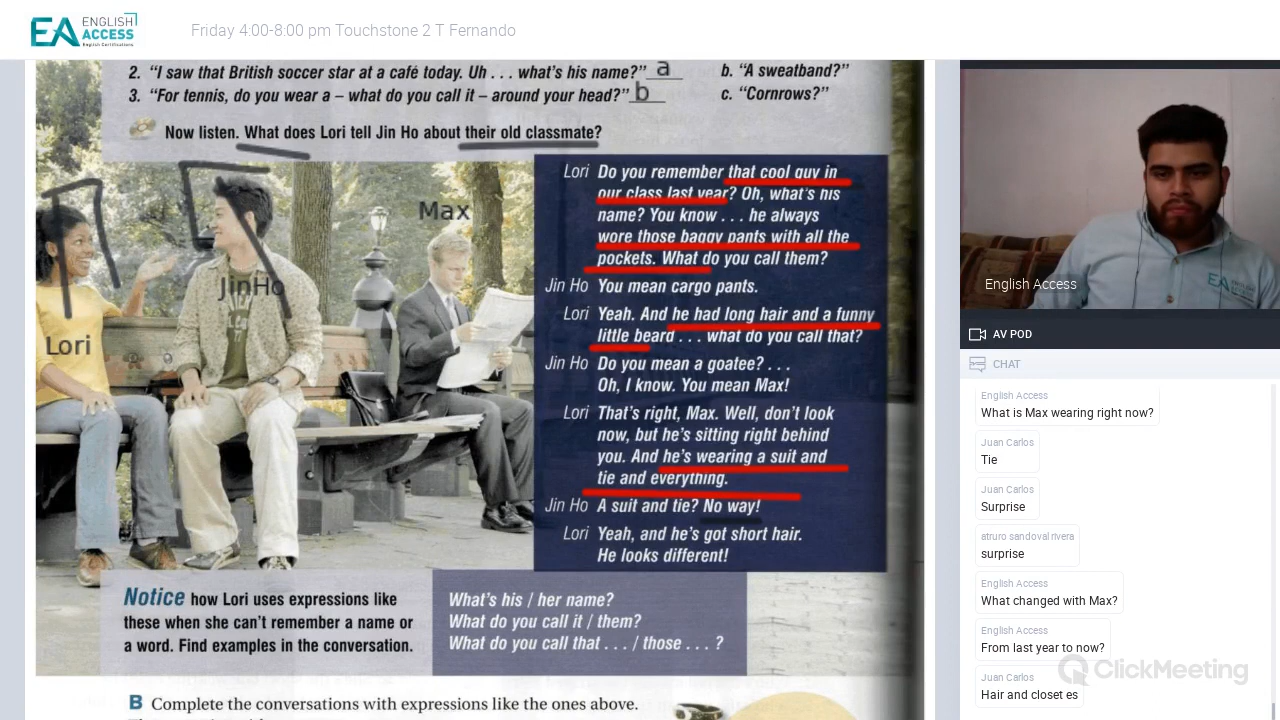 EA ENGLISH
ACCESS
English Certifications
Friday 4:00-8:00 pm Touchstone 2 T Fernando
2. “I saw that British soccer star at a café today. Uh . . . what's his name?” a
b. “A sweatband?”
3. “For tennis, do you wear a – what do you call it – around your head?” b
c. “Cornrows?”
Now listen. What does Lori tell Jin Ho about their old classmate?
Lori
JinHo
Max
Lori Do you remember that cool guy in
our class last year? Oh, what's his
name? You know . . . he always
wore those baggy pants with all the
pockets. What do you call them?
Jin Ho You mean cargo pants.
Lori Yeah. And he had long hair and a funny
little beard . . . what do you call that?
Jin Ho Do you mean a goatee? . . .
Oh, I know. You mean Max!
Lori That's right, Max. Well, don't look
now, but he's sitting right behind
you. And he's wearing a suit and
tie and everything.
Jin Ho A suit and tie? No way!
Lori Yeah, and he's got short hair.
He looks different!
Notice how Lori uses expressions like
these when she can't remember a name or
a word. Find examples in the conversation.
What's his / her name?
What do you call it / them?
What do you call that . . . / those . . . ?
B Complete the conversations with expressions like the ones above.
EA
English Access
AV POD
CHAT
English Access
What is Max wearing right now?
Juan Carlos
Tie
Juan Carlos
Surprise
atruro sandoval rivera
surprise
English Access
What changed with Max?
English Access
From last year to now?
Juan Carlos
Hair and closet es
ClickMeeting